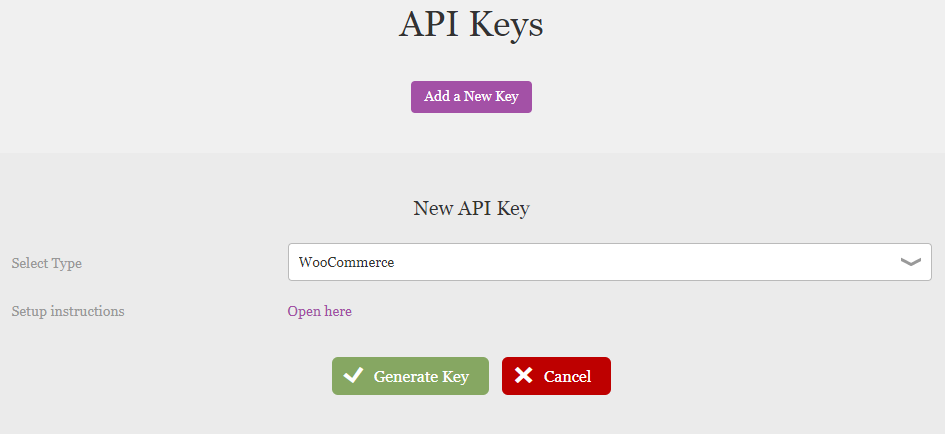 API Keys
Add a New Key
New API Key
Select Type
WooCommerce
Setup instructions
Open here
Generate Key
Cancel